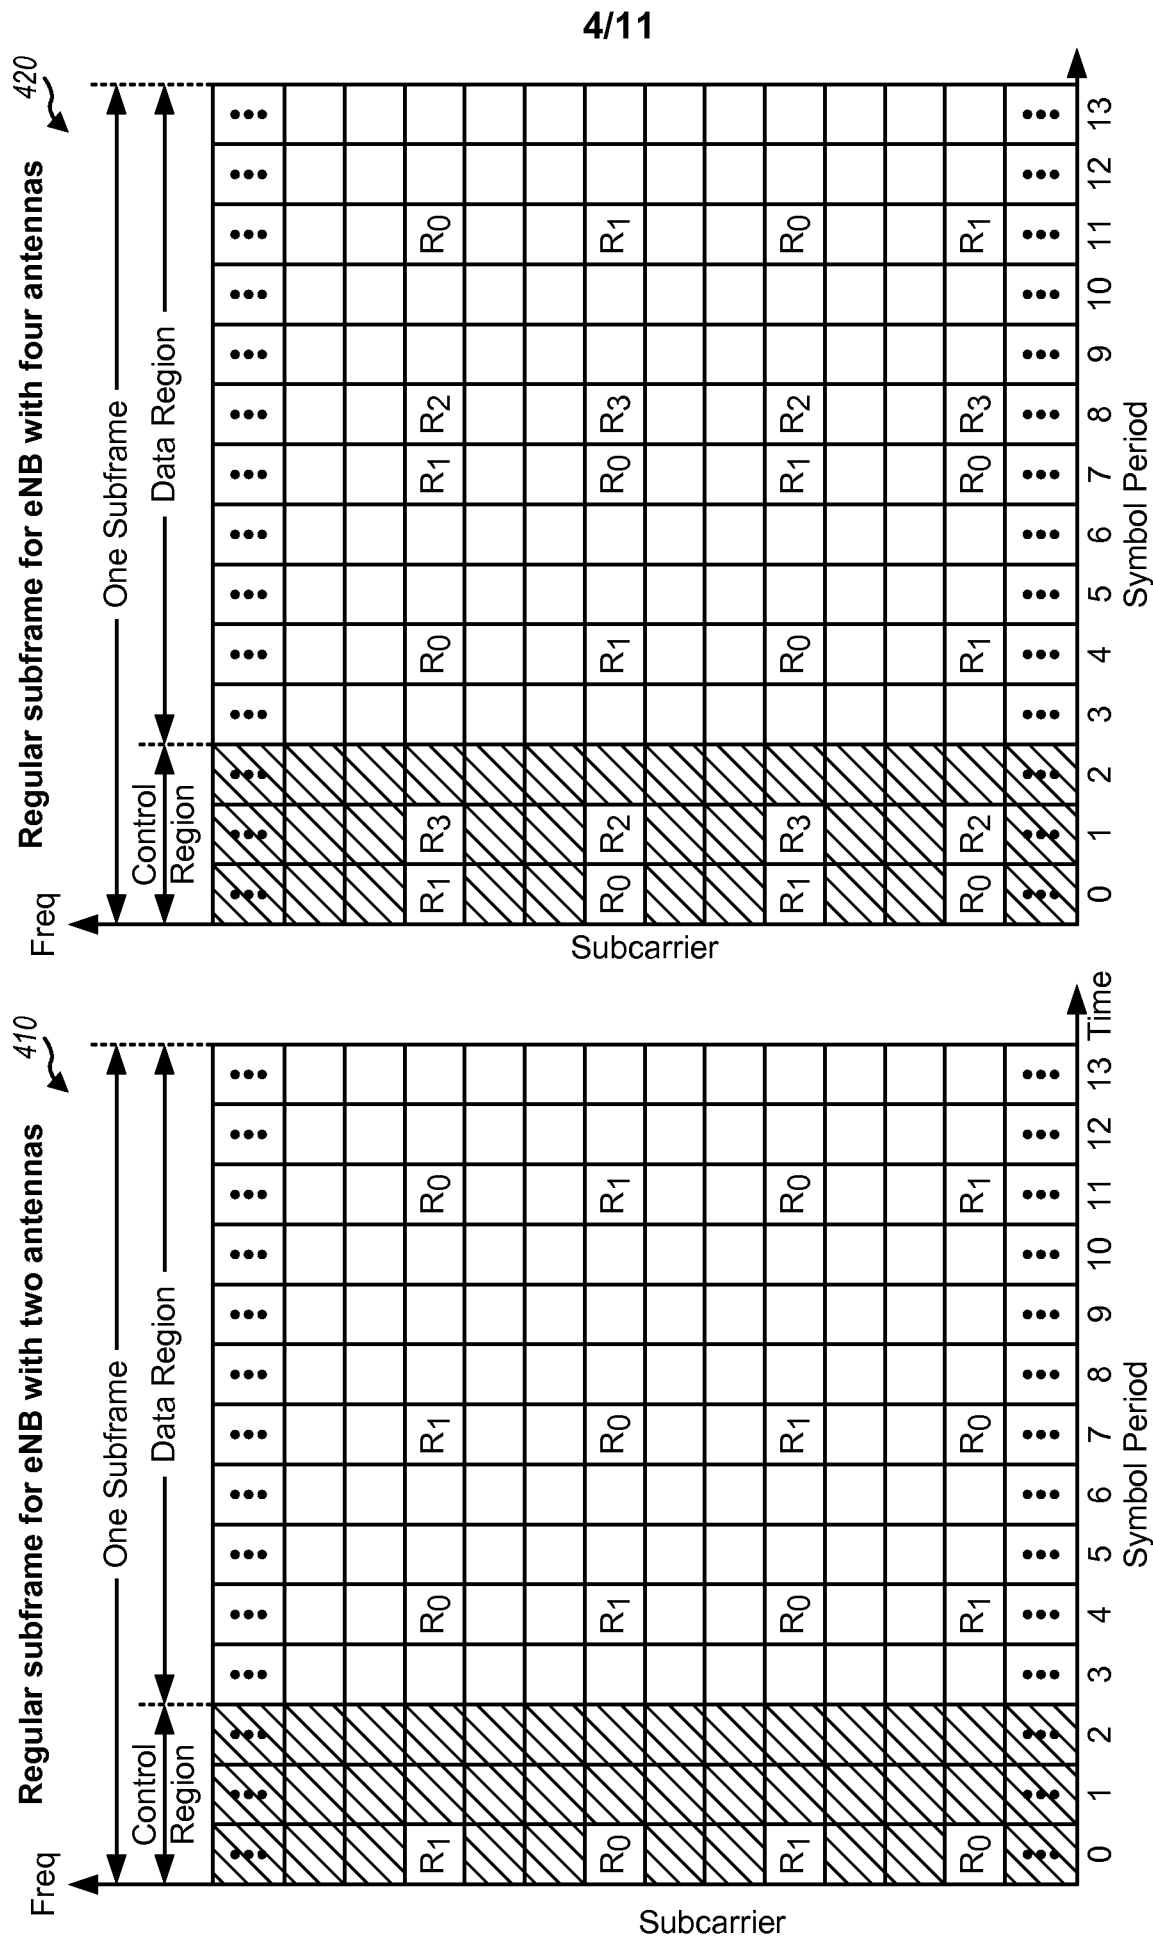 4/11
Regular subframe for eNB with two antennas
410
Freq
One Subframe
Control
Region
Data Region
R1 R0 R1 R0
R0 R1 R0 R1
R1 R0 R1 R0
R0 R1 R0 R1
Subcarrier
0 1 2 3 4 5 6 7 8 9 10 11 12 13
Time
Symbol Period
Regular subframe for eNB with four antennas
420
Freq
One Subframe
Control
Region
Data Region
R1 R3 R0 R1 R2 R0
R0 R2 R1 R0 R3 R1
R1 R3 R0 R1 R2 R0
R0 R2 R1 R0 R3 R1
Subcarrier
0 1 2 3 4 5 6 7 8 9 10 11 12 13
Symbol Period